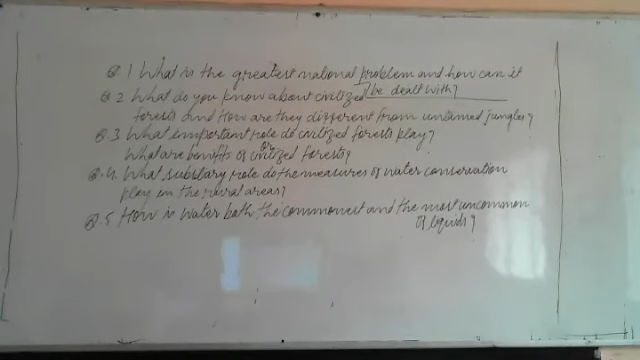 Q.1 What is the greatest national problem and how can it
be dealt with?
Q.2 What do you know about civilized
forests and How are they different from untamed jungles?
Q.3 What important role do civilized forests play?
Or
What are benifits of civilized forests?
Q.4. What subsidary role do the measures of water conservation
play in the rural areas?
Q.5 How is water both the commonest and the most uncommon
of liquids?